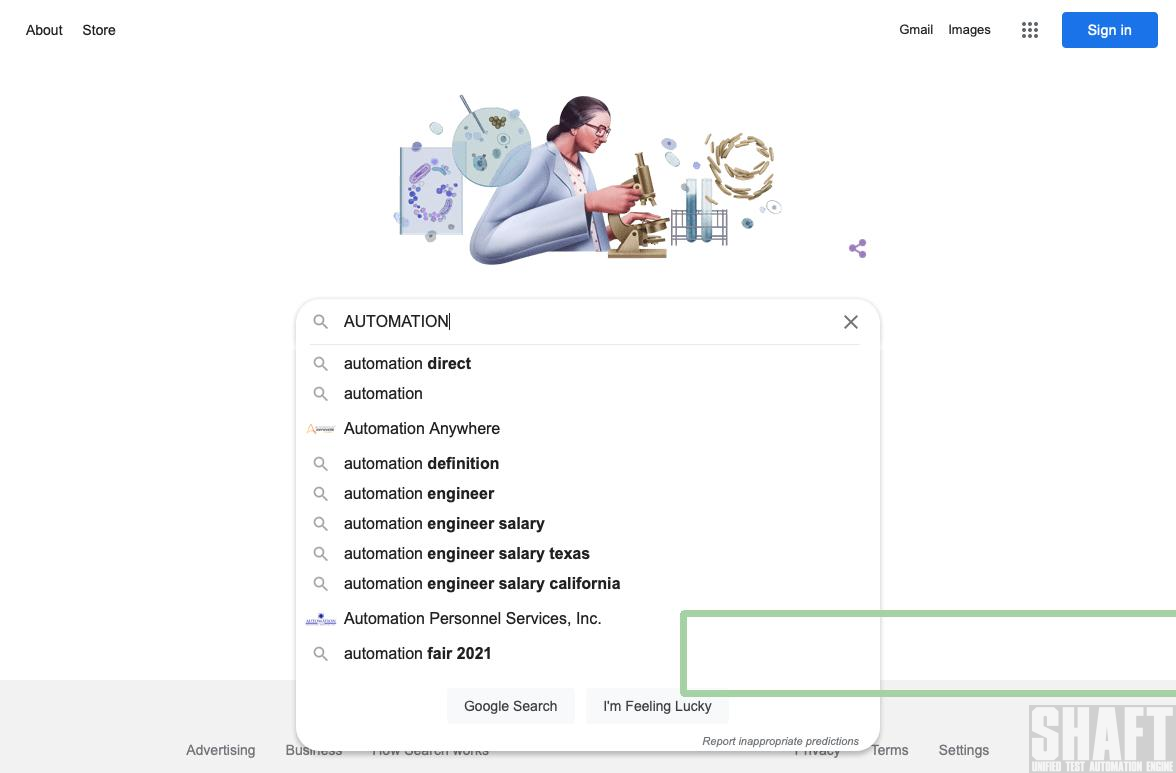 About Store Gmail Images Sign in
AUTOMATION
automation direct
automation
Automation Anywhere
automation definition
automation engineer
automation engineer salary
automation engineer salary texas
automation engineer salary california
Automation Personnel Services, Inc.
automation fair 2021
Google Search I'm Feeling Lucky
Report inappropriate predictions
Advertising Business How Search works Privacy Terms Settings
SHAFT
UNIFIED TEST AUTOMATION ENGINE